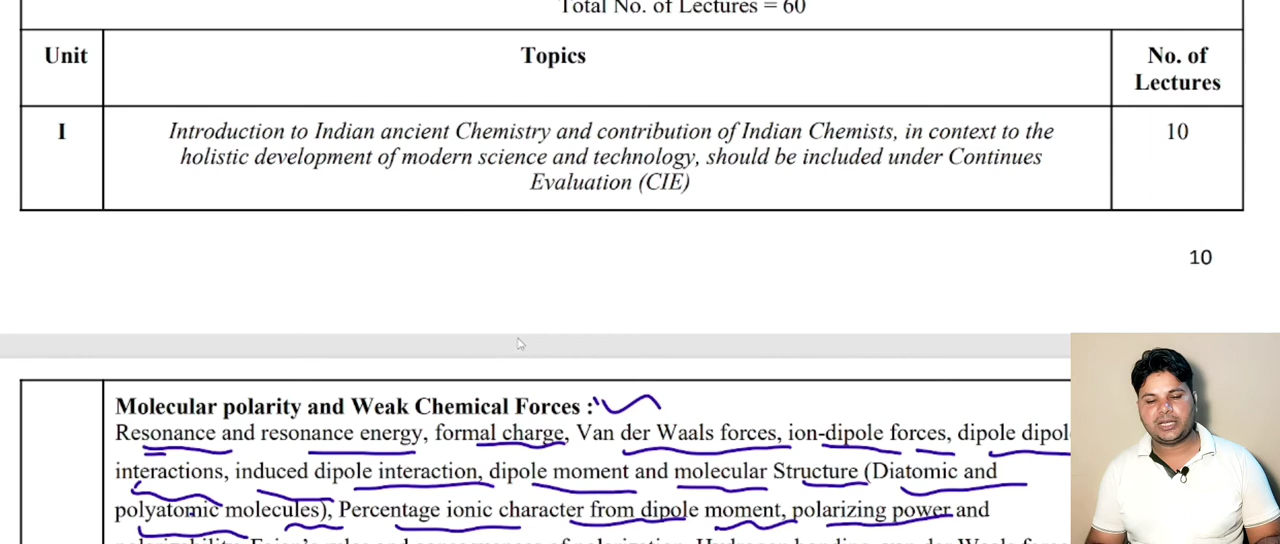 Total No. of Lectures = 60
Unit
Topics
No. of
Lectures
I
Introduction to Indian ancient Chemistry and contribution of Indian Chemists, in context to the
holistic development of modern science and technology, should be included under Continues
Evaluation (CIE)
10
10
Molecular polarity and Weak Chemical Forces :
Resonance and resonance energy, formal charge, Van der Waals forces, ion-dipole forces, dipole dipol
interactions, induced dipole interaction, dipole moment and molecular Structure (Diatomic and
polyatomic molecules), Percentage ionic character from dipole moment, polarizing power and